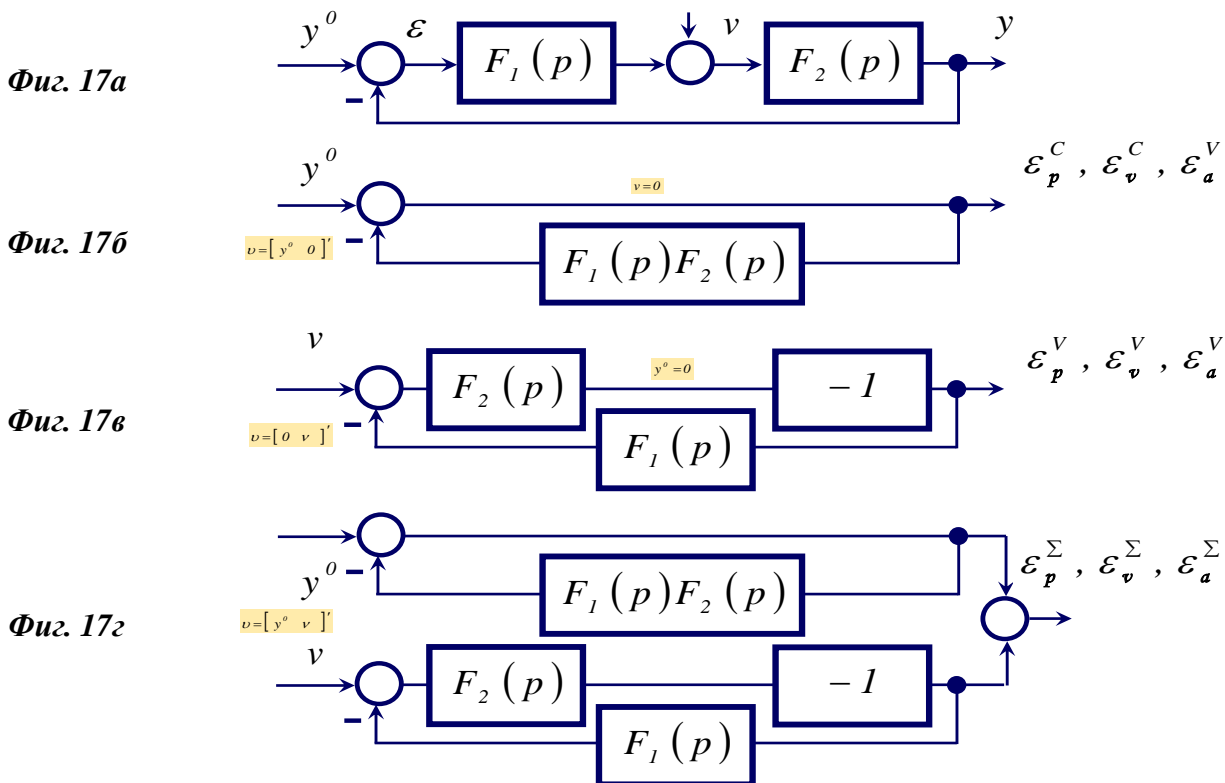 y⁰ ε F₁(p) v F₂(p) y
Фиг. 17а
−
y⁰ v=0 ε_p^C , ε_v^C , ε_a^V
Фиг. 17б
− υ=[y⁰ 0]′ F₁(p)F₂(p)
v F₂(p) y⁰=0 −1 ε_p^V , ε_v^V , ε_a^V
Фиг. 17в
− υ=[0 v]′ F₁(p)
− y⁰ F₁(p)F₂(p) ε_p^Σ , ε_v^Σ , ε_a^Σ
Фиг. 17г
υ=[y⁰ v]′
v F₂(p) −1
− F₁(p)